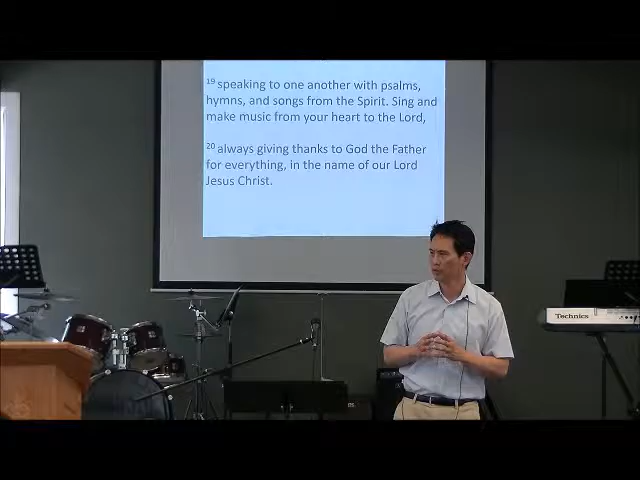 19 speaking to one another with psalms,
hymns, and songs from the Spirit. Sing and
make music from your heart to the Lord,
20 always giving thanks to God the Father
for everything, in the name of our Lord
Jesus Christ.
Technics